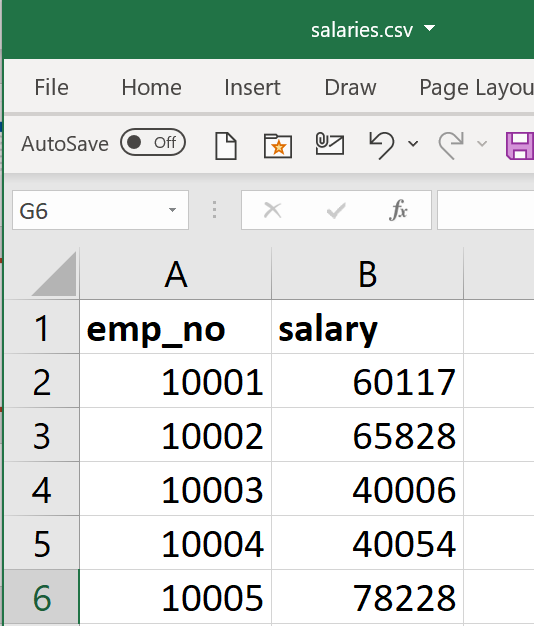 salaries.csv
File Home Insert Draw Page Layou
AutoSave Off
G6 fx
A B
1 emp_no salary
2 10001 60117
3 10002 65828
4 10003 40006
5 10004 40054
6 10005 78228